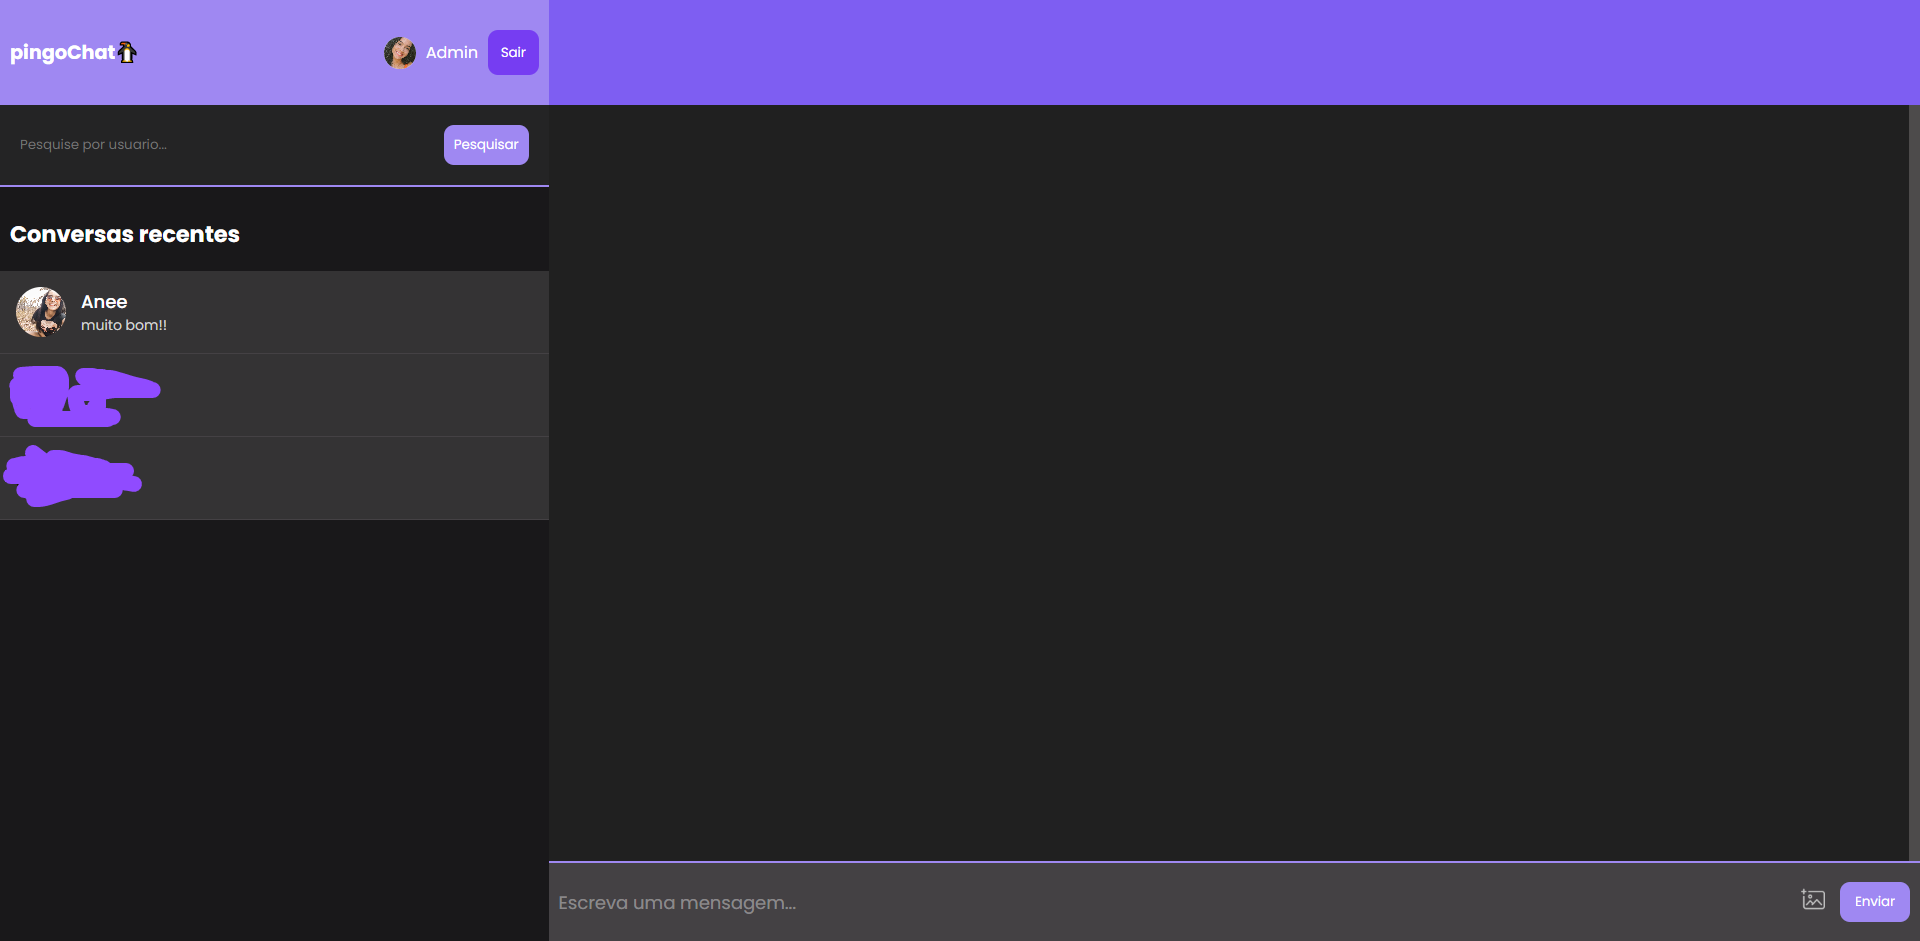 pingoChat
Admin
Sair
Pesquise por usuario...
Pesquisar
Conversas recentes
Anee
muito bom!!
Escreva uma mensagem...
Enviar